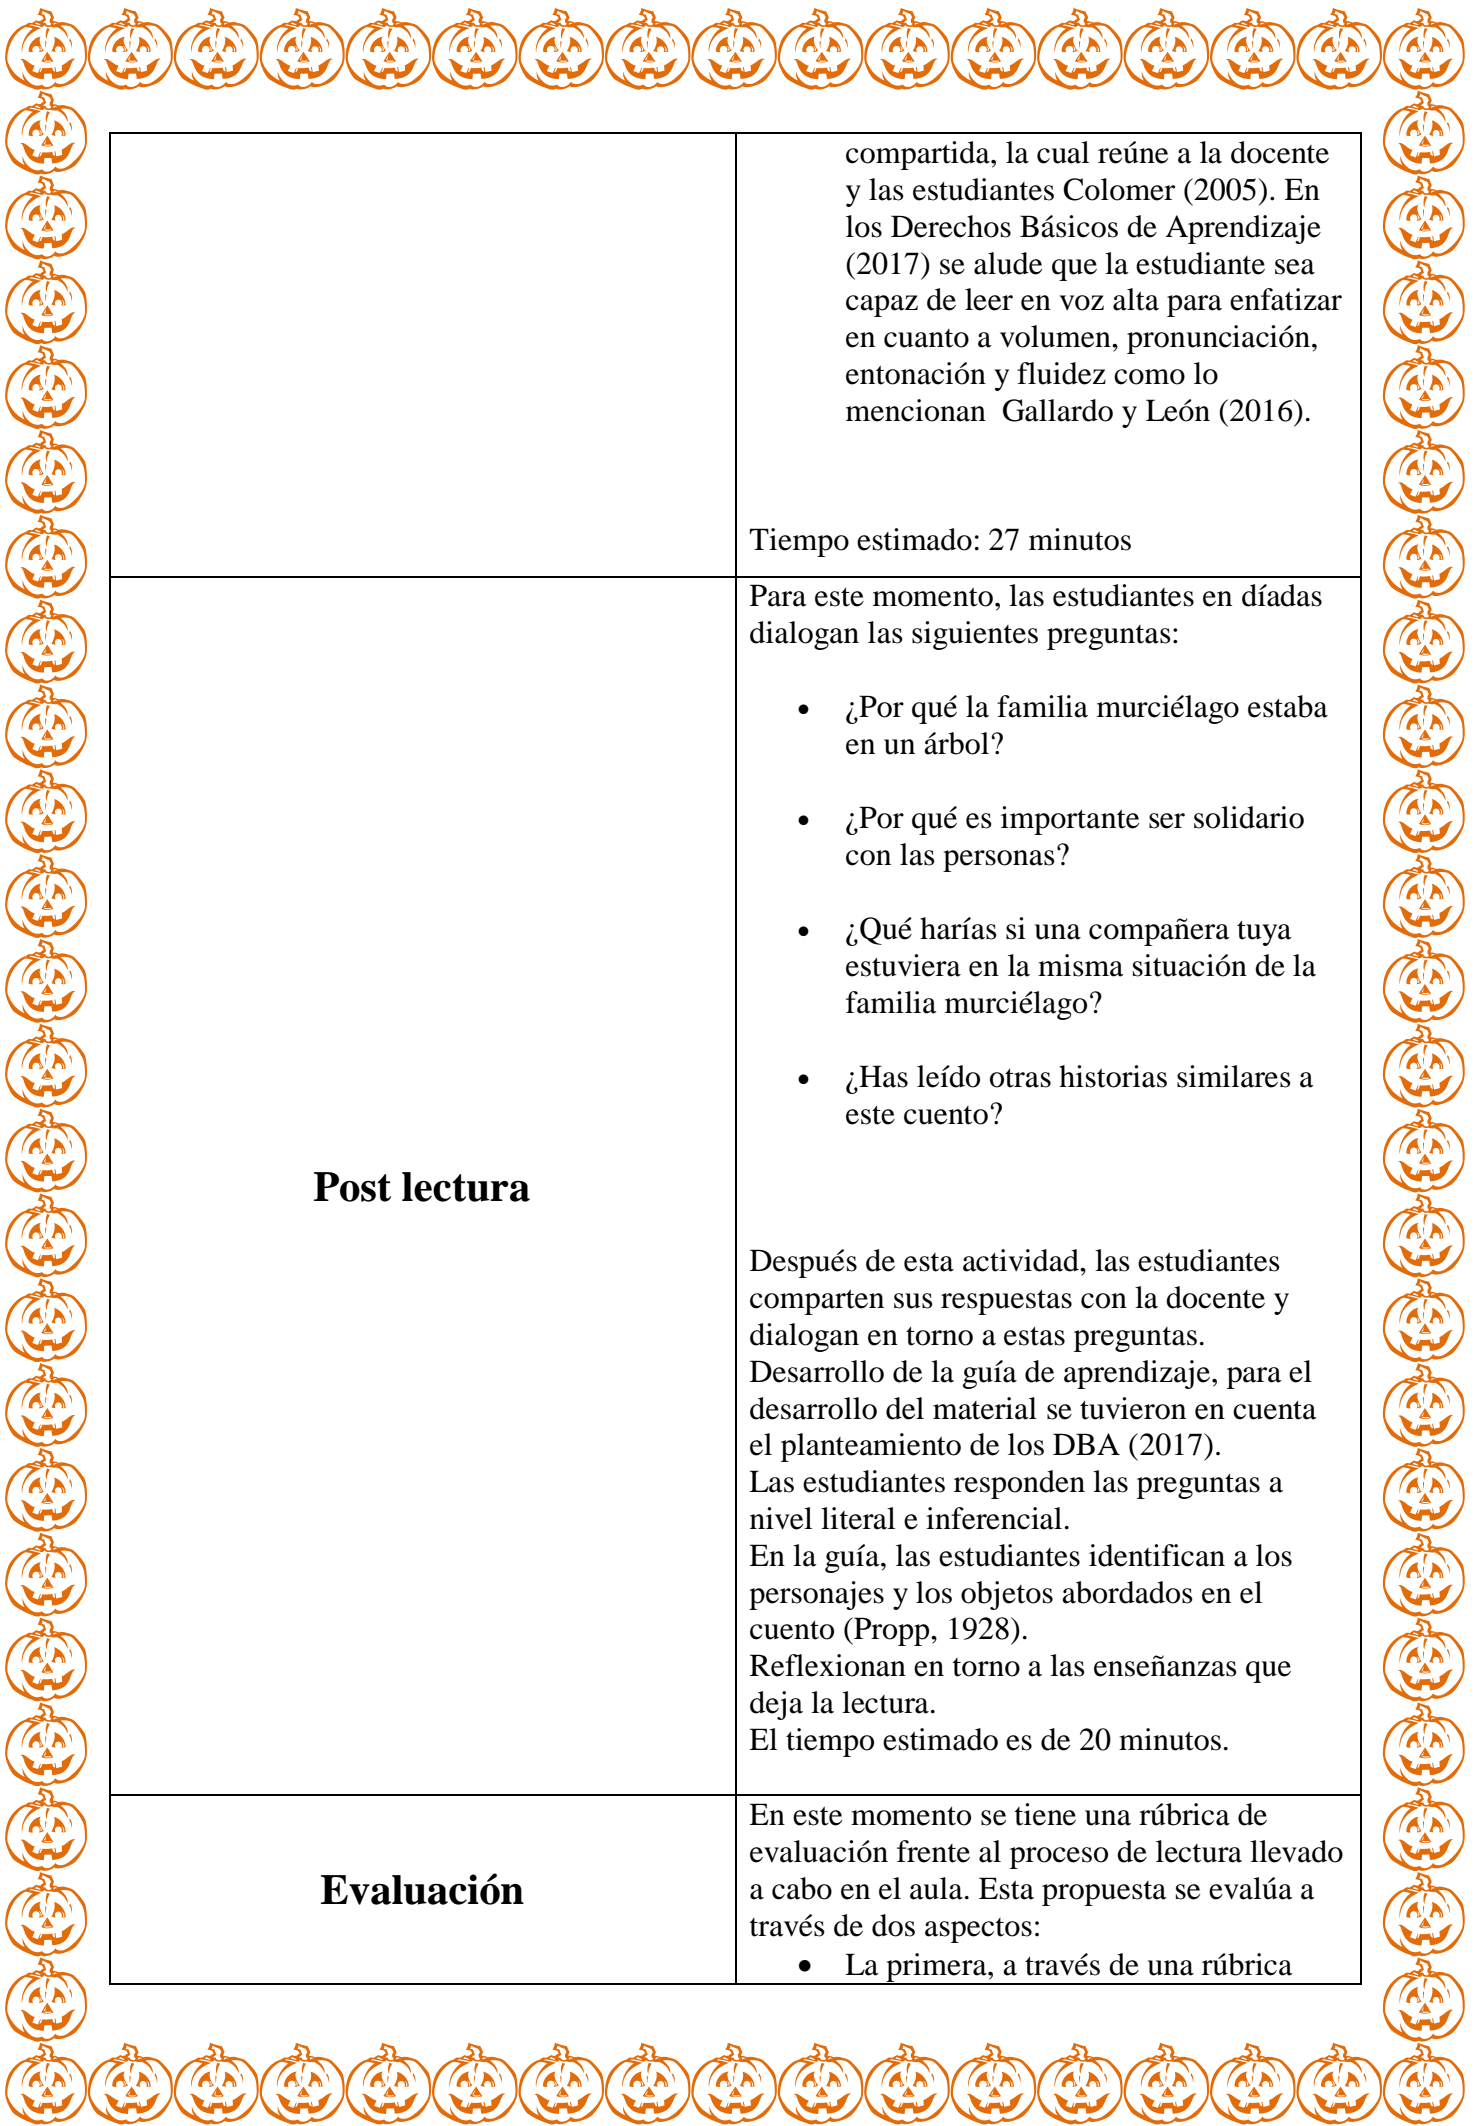 compartida, la cual reúne a la docente
y las estudiantes Colomer (2005). En
los Derechos Básicos de Aprendizaje
(2017) se alude que la estudiante sea
capaz de leer en voz alta para enfatizar
en cuanto a volumen, pronunciación,
entonación y fluidez como lo
mencionan  Gallardo y León (2016).
Tiempo estimado: 27 minutos
Post lectura
Para este momento, las estudiantes en díadas
dialogan las siguientes preguntas:
• ¿Por qué la familia murciélago estaba
en un árbol?
• ¿Por qué es importante ser solidario
con las personas?
• ¿Qué harías si una compañera tuya
estuviera en la misma situación de la
familia murciélago?
• ¿Has leído otras historias similares a
este cuento?
Después de esta actividad, las estudiantes
comparten sus respuestas con la docente y
dialogan en torno a estas preguntas.
Desarrollo de la guía de aprendizaje, para el
desarrollo del material se tuvieron en cuenta
el planteamiento de los DBA (2017).
Las estudiantes responden las preguntas a
nivel literal e inferencial.
En la guía, las estudiantes identifican a los
personajes y los objetos abordados en el
cuento (Propp, 1928).
Reflexionan en torno a las enseñanzas que
deja la lectura.
El tiempo estimado es de 20 minutos.
Evaluación
En este momento se tiene una rúbrica de
evaluación frente al proceso de lectura llevado
a cabo en el aula. Esta propuesta se evalúa a
través de dos aspectos:
• La primera, a través de una rúbrica